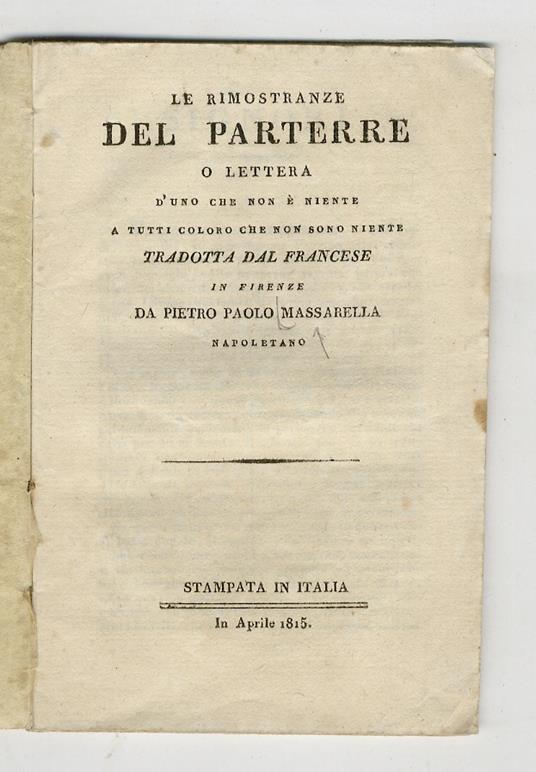 LE RIMOSTRANZE
DEL PARTERRE
O LETTERA
D'UNO CHE NON È NIENTE
A TUTTI COLORO CHE NON SONO NIENTE
TRADOTTA DAL FRANCESE
IN FIRENZE
DA PIETRO PAOLO MASSARELLA
NAPOLETANO
STAMPATA IN ITALIA
In Aprile 1815.